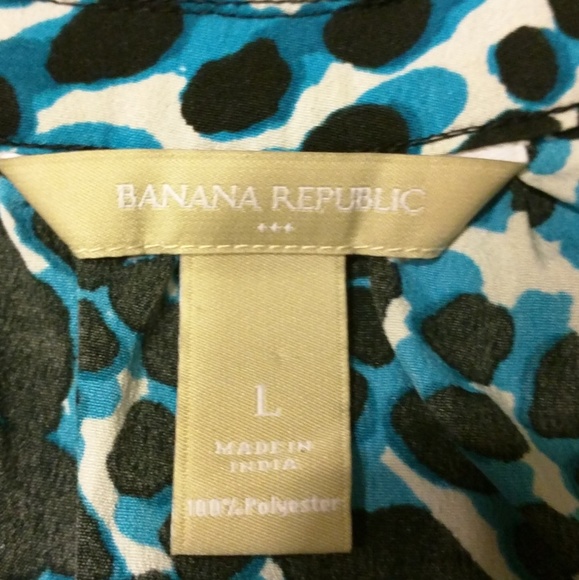 BANANA REPUBLIC
L
MADE IN
INDIA
100% Polyester